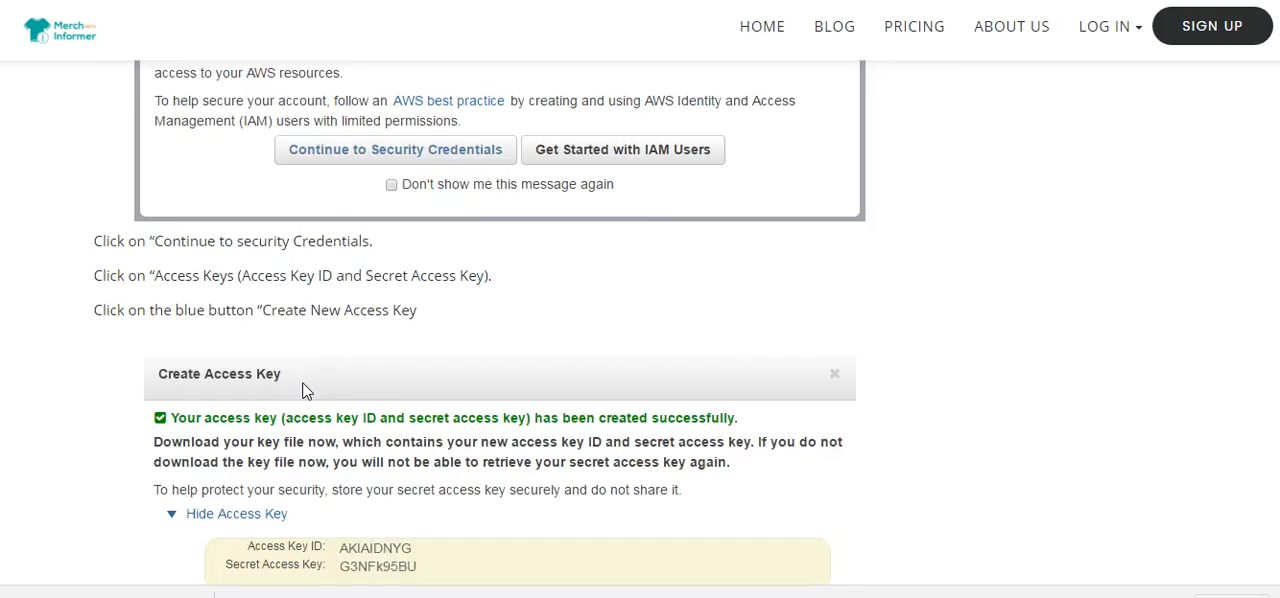 Merch
Informer
HOME BLOG PRICING ABOUT US LOG IN SIGN UP
access to your AWS resources.
To help secure your account, follow an AWS best practice by creating and using AWS Identity and Access
Management (IAM) users with limited permissions.
Continue to Security Credentials Get Started with IAM Users
Don't show me this message again
Click on “Continue to security Credentials.
Click on “Access Keys (Access Key ID and Secret Access Key).
Click on the blue button “Create New Access Key
Create Access Key
Your access key (access key ID and secret access key) has been created successfully.
Download your key file now, which contains your new access key ID and secret access key. If you do not
download the key file now, you will not be able to retrieve your secret access key again.
To help protect your security, store your secret access key securely and do not share it.
Hide Access Key
Access Key ID: AKIAIDNYG
Secret Access Key: G3NFk95BU